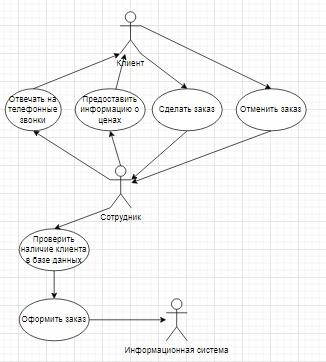 Клиент
Отвечать на
телефонные
звонки
Предоставить
информацию о
ценах
Сделать заказ
Отменить заказ
Сотрудник
Проверить
наличие клиента
в базе данных
Оформить заказ
Информационная система